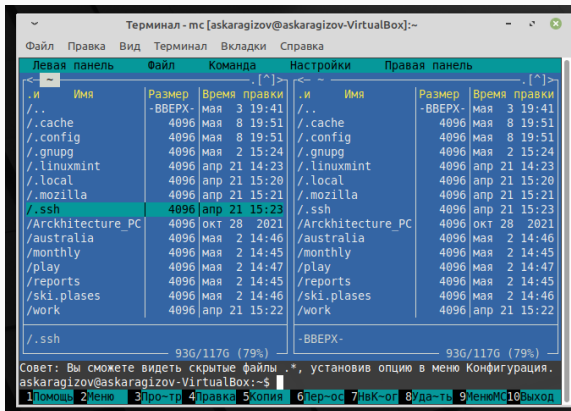 Терминал - mc [askaragizov@askaragizov-VirtualBox]:~
Файл Правка Вид Терминал Вкладки Справка
Левая панель Файл Команда Настройки Правая панель
<- ~ .[^]> <- ~ .[^]>
.и Имя Размер Время правки .и Имя Размер Время правки
/.. -ВВЕРХ- мая 3 19:41 /.. -ВВЕРХ- мая 3 19:41
/.cache 4096 мая 8 19:51 /.cache 4096 мая 8 19:51
/.config 4096 мая 8 19:51 /.config 4096 мая 8 19:51
/.gnupg 4096 мая 2 15:24 /.gnupg 4096 мая 2 15:24
/.linuxmint 4096 апр 21 14:23 /.linuxmint 4096 апр 21 14:23
/.local 4096 апр 21 15:20 /.local 4096 апр 21 15:20
/.mozilla 4096 апр 21 15:21 /.mozilla 4096 апр 21 15:21
/.ssh 4096 апр 21 15:23 /.ssh 4096 апр 21 15:23
/Arckhitecture_PC 4096 окт 28 2021 /Arckhitecture_PC 4096 окт 28 2021
/australia 4096 мая 2 14:46 /australia 4096 мая 2 14:46
/monthly 4096 мая 2 14:45 /monthly 4096 мая 2 14:45
/play 4096 мая 2 14:47 /play 4096 мая 2 14:47
/reports 4096 мая 2 14:45 /reports 4096 мая 2 14:45
/ski.plases 4096 мая 2 14:46 /ski.plases 4096 мая 2 14:46
/work 4096 апр 21 15:22 /work 4096 апр 21 15:22
/.ssh -ВВЕРХ-
93G/117G (79%) 93G/117G (79%)
Совет: Вы сможете видеть скрытые файлы .*, установив опцию в меню Конфигурация.
askaragizov@askaragizov-VirtualBox:~$
1Помощь 2Меню 3Про~тр 4Правка 5Копия 6Пер~ос 7НвК~ог 8Уда~ть 9МенюМС 10Выход